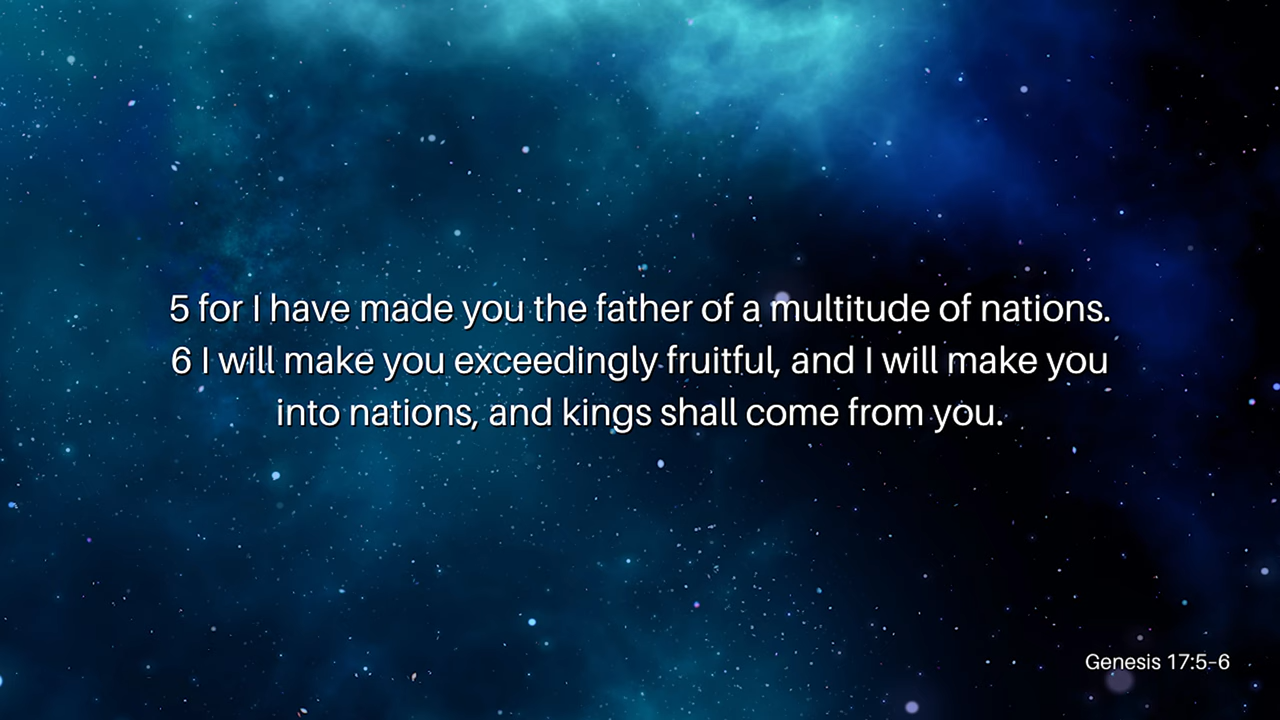 5 for I have made you the father of a multitude of nations.
6 I will make you exceedingly fruitful, and I will make you
into nations, and kings shall come from you.
Genesis 17:5-6